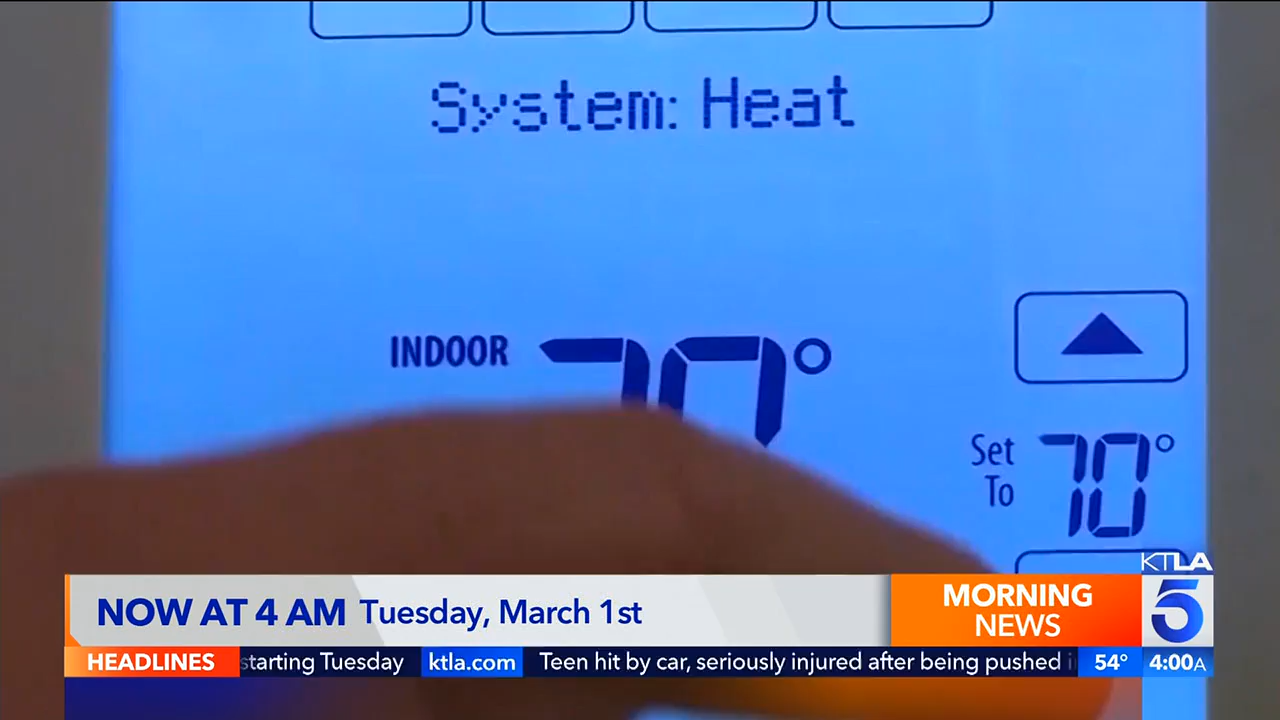 System: Heat
INDOOR 70°
Set
To
70°
KTLA
5
NOW AT 4 AM Tuesday, March 1st
MORNING
NEWS
HEADLINES starting Tuesday ktla.com Teen hit by car, seriously injured after being pushed 54° 4:00A